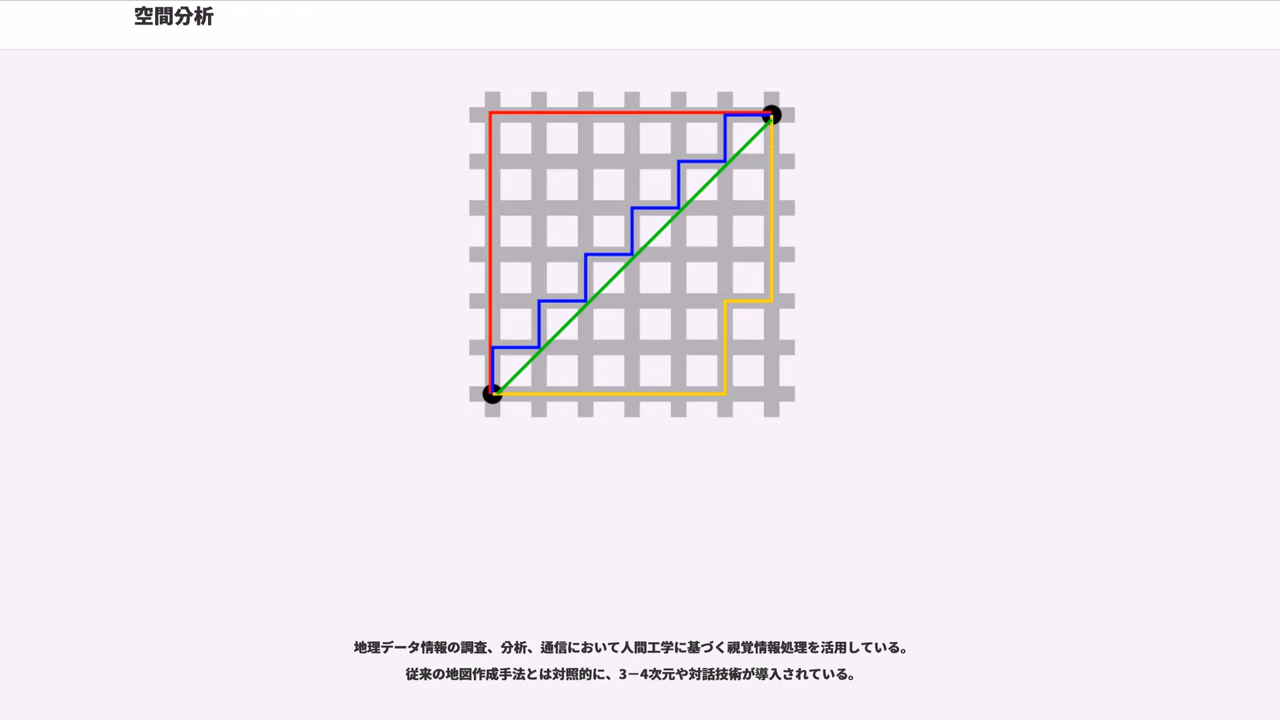 空間分析
地理データ情報の調査、分析、通信において人間工学に基づく視覚情報処理を活用している。
従来の地図作成手法とは対照的に、3－4次元や対話技術が導入されている。